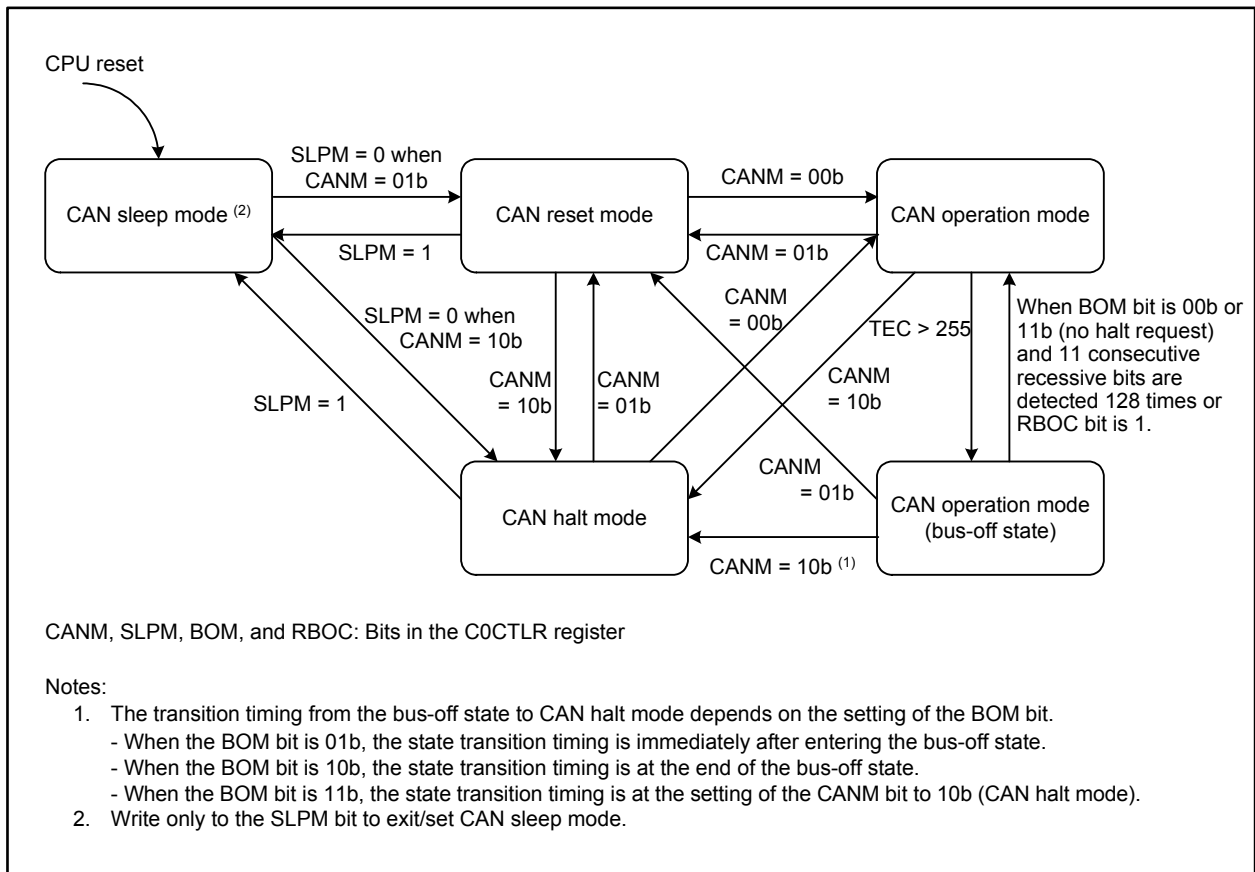 CPU reset
SLPM = 0 when
CANM = 01b
CANM = 00b
CAN sleep mode (2)
CAN reset mode
CAN operation mode
SLPM = 1
CANM = 01b
SLPM = 0 when
CANM = 10b
CANM
= 00b
TEC > 255
When BOM bit is 00b or
11b (no halt request)
and 11 consecutive
recessive bits are
detected 128 times or
RBOC bit is 1.
SLPM = 1
CANM
= 10b
CANM
= 01b
CANM
= 10b
CANM
= 01b
CAN halt mode
CAN operation mode
(bus-off state)
CANM = 10b (1)
CANM, SLPM, BOM, and RBOC: Bits in the C0CTLR register
Notes:
1. The transition timing from the bus-off state to CAN halt mode depends on the setting of the BOM bit.
- When the BOM bit is 01b, the state transition timing is immediately after entering the bus-off state.
- When the BOM bit is 10b, the state transition timing is at the end of the bus-off state.
- When the BOM bit is 11b, the state transition timing is at the setting of the CANM bit to 10b (CAN halt mode).
2. Write only to the SLPM bit to exit/set CAN sleep mode.